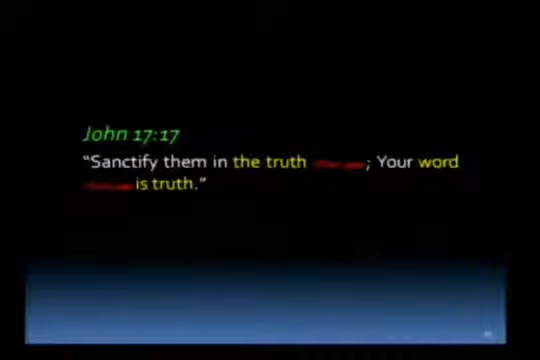 John 17:17
“Sanctify them in the truth ; Your word
is truth.”